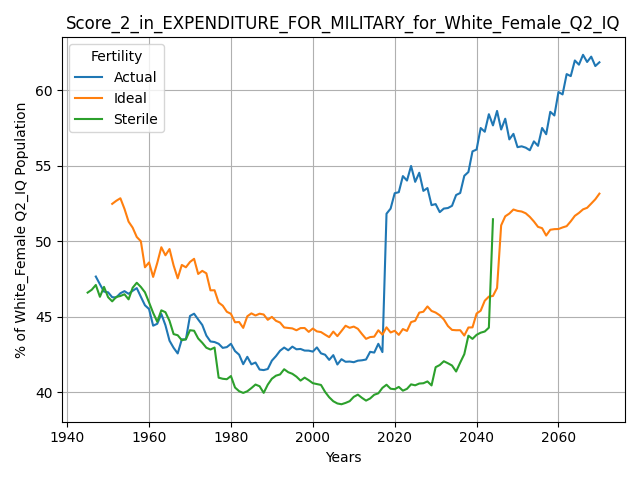 Score_2_in_EXPENDITURE_FOR_MILITARY_for_White_Female_Q2_IQ
Fertility
Actual
Ideal
Sterile
% of White_Female Q2_IQ Population
60
55
50
45
40
1940
1960
1980
2000
2020
2040
2060
Years